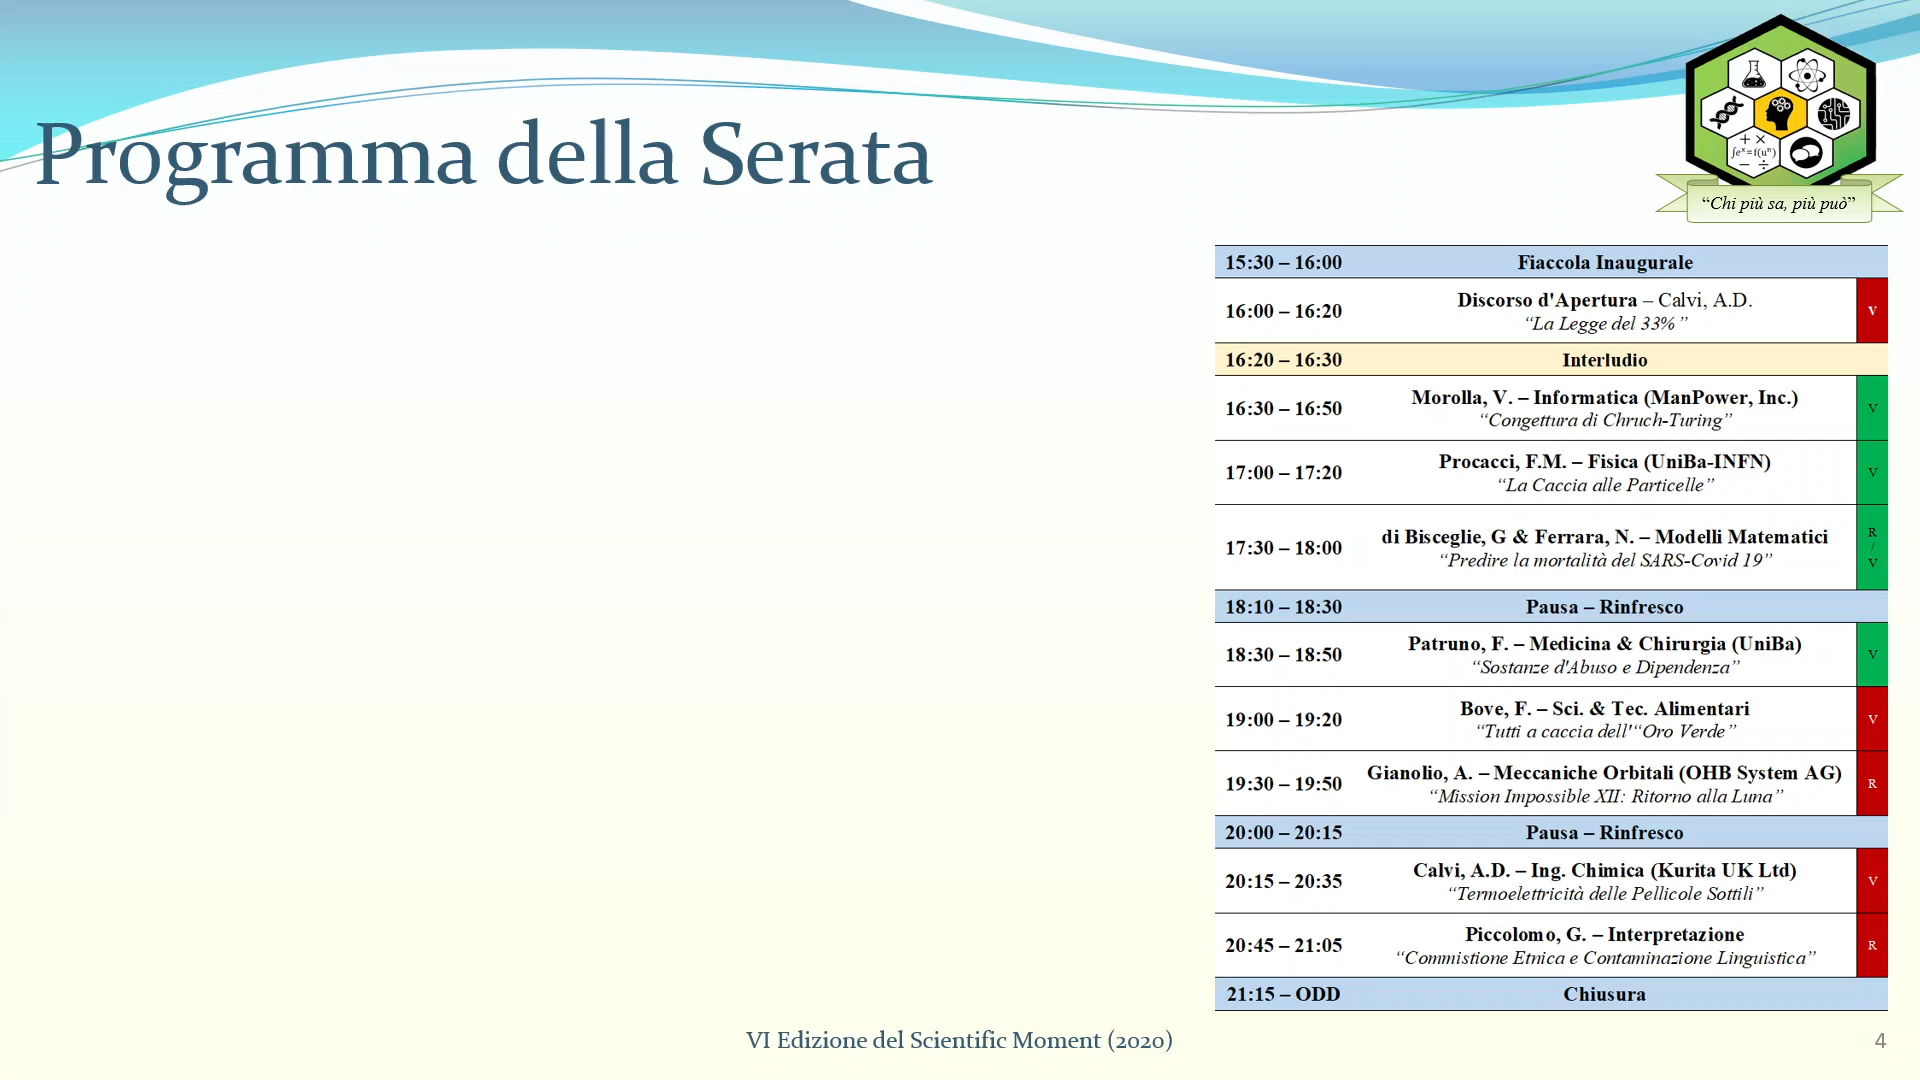 Programma della Serata
+ ×
∫eˣ=f(uⁿ)
− ÷
“Chi più sa, più può”
15:30 – 16:00 Fiaccola Inaugurale
16:00 – 16:20 Discorso d'Apertura – Calvi, A.D. V
“La Legge del 33%”
16:20 – 16:30 Interludio
16:30 – 16:50 Morolla, V. – Informatica (ManPower, Inc.) V
“Congettura di Chruch-Turing”
17:00 – 17:20 Procacci, F.M. – Fisica (UniBa-INFN) V
“La Caccia alle Particelle”
17:30 – 18:00 di Bisceglie, G & Ferrara, N. – Modelli Matematici R / V
“Predire la mortalità del SARS-Covid 19”
18:10 – 18:30 Pausa – Rinfresco
18:30 – 18:50 Patruno, F. – Medicina & Chirurgia (UniBa) V
“Sostanze d'Abuso e Dipendenza”
19:00 – 19:20 Bove, F. – Sci. & Tec. Alimentari V
“Tutti a caccia dell'“Oro Verde”
19:30 – 19:50 Gianolio, A. – Meccaniche Orbitali (OHB System AG) R
“Mission Impossible XII: Ritorno alla Luna”
20:00 – 20:15 Pausa – Rinfresco
20:15 – 20:35 Calvi, A.D. – Ing. Chimica (Kurita UK Ltd) V
“Termoelettricità delle Pellicole Sottili”
20:45 – 21:05 Piccolomo, G. – Interpretazione R
“Commistione Etnica e Contaminazione Linguistica”
21:15 – ODD Chiusura
VI Edizione del Scientific Moment (2020)
4